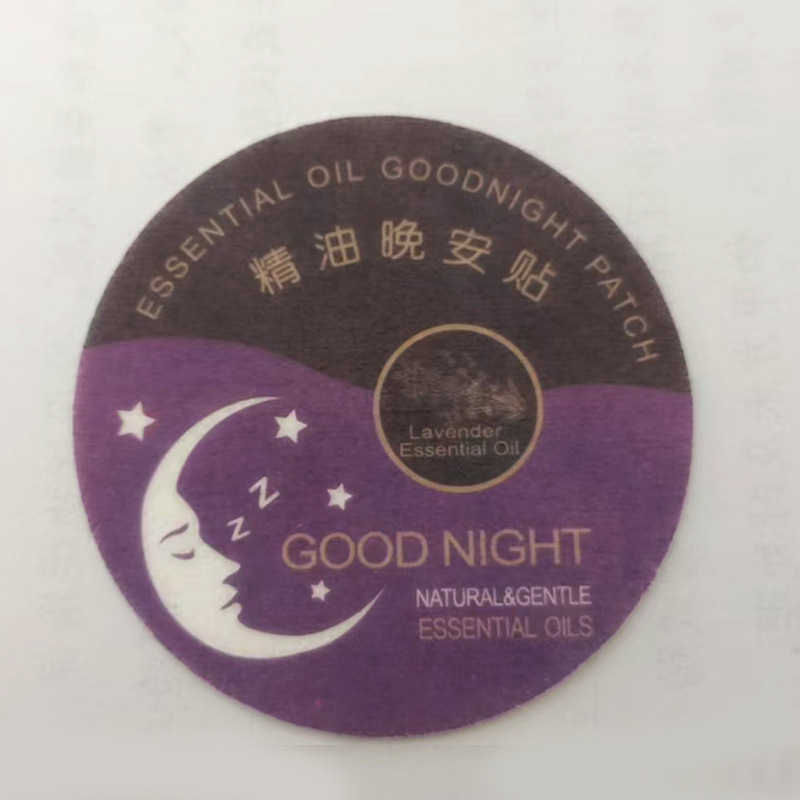 ESSENTIAL OIL GOODNIGHT PATCH
精油晚安贴
Lavender
Essential Oil
Z
Z
GOOD NIGHT
NATURAL&GENTLE
ESSENTIAL OILS